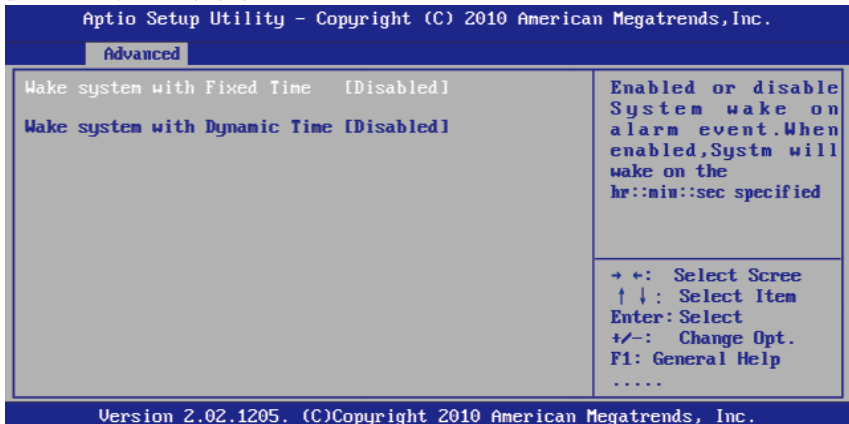 Aptio Setup Utility – Copyright (C) 2010 American Megatrends,Inc.
Advanced
Wake system with Fixed Time [Disabled]
Wake system with Dynamic Time [Disabled]
Enabled or disable
System wake on
alarm event.When
enabled,Systm will
wake on the
hr::min::sec specified
→ ←: Select Scree
↑ ↓: Select Item
Enter: Select
+/-: Change Opt.
F1: General Help
.....
Version 2.02.1205. (C)Copyright 2010 American Megatrends, Inc.